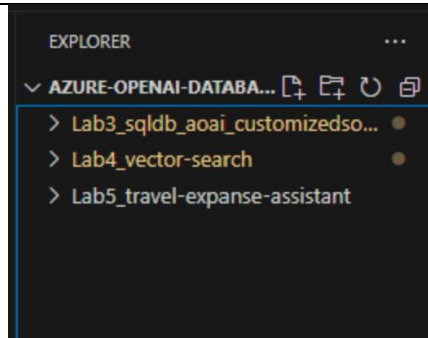 EXPLORER ...
AZURE-OPENAI-DATABA...
Lab3_sqldb_aoai_customizedso...
Lab4_vector-search
Lab5_travel-expanse-assistant